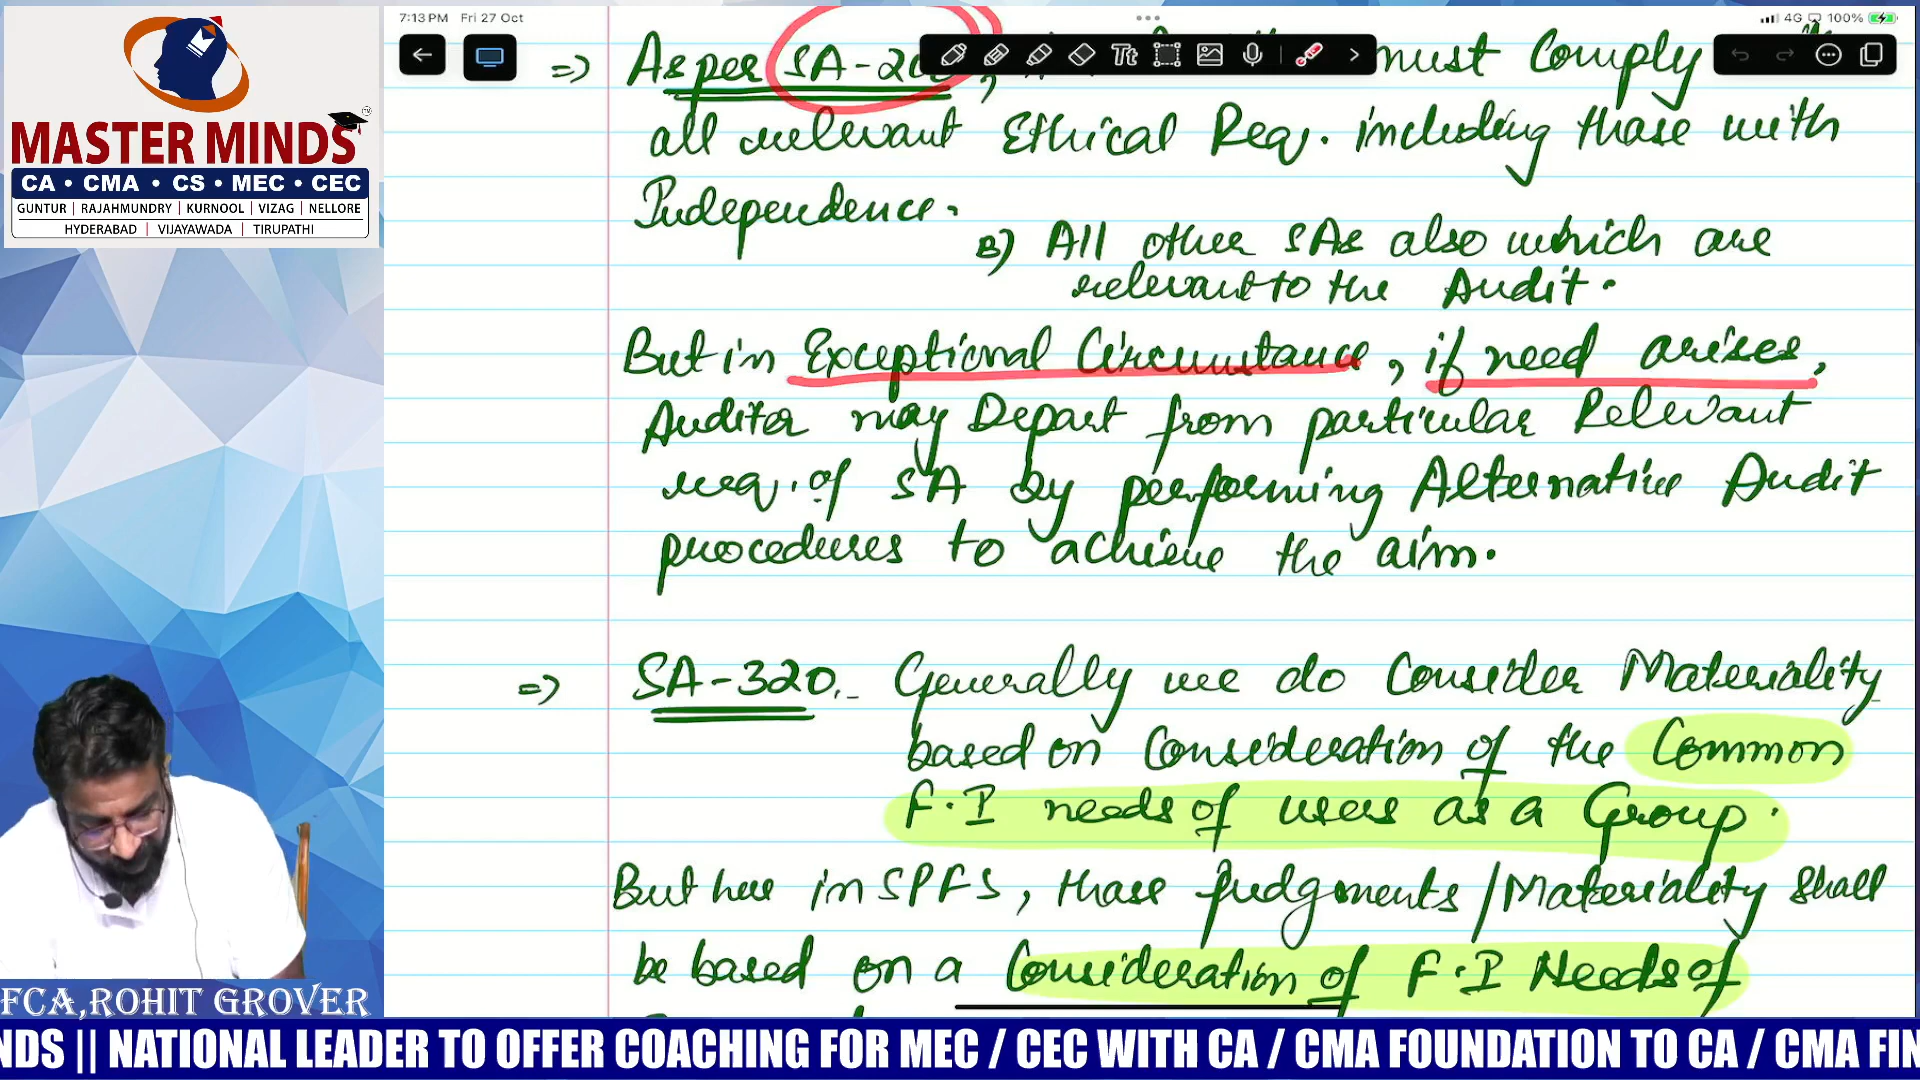 7:13 PM Fri 27 Oct
4G 100%
Tt
MASTER MINDS
TM
CA • CMA • CS • MEC • CEC
GUNTUR | RAJAHMUNDRY | KURNOOL | VIZAG | NELLORE
HYDERABAD | VIJAYAWADA | TIRUPATHI
=) As per SA-20 must Comply
all relevant Ethical Req. including those with
Independence.
B) All other SAs also which are
relevant to the Audit.
But in Exceptional Circumstance, if need arises,
Auditor may Depart from particular Relevant
req. of SA by performing Alternative Audit
procedures to achieve the aim.
=) SA-320. Generally we do Consider Materiality
based on Consideration of the Common
F.I needs of users as a Group.
But here in SPFS, those judgments/Materiality shall
be based on a Consideration of F.I Needs of
FCA,ROHIT GROVER
NDS || NATIONAL LEADER TO OFFER COACHING FOR MEC / CEC WITH CA / CMA FOUNDATION TO CA / CMA FIN